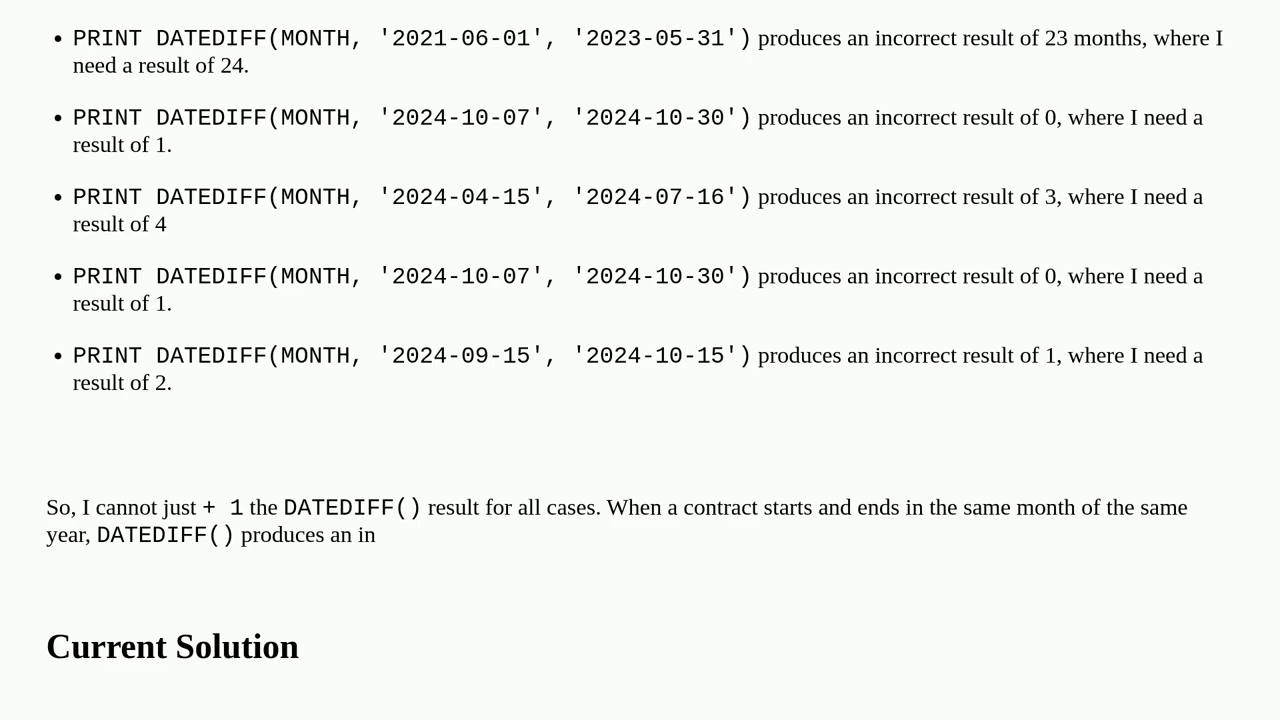 PRINT DATEDIFF(MONTH, '2021-06-01', '2023-05-31') produces an incorrect result of 23 months, where I
need a result of 24.
PRINT DATEDIFF(MONTH, '2024-10-07', '2024-10-30') produces an incorrect result of 0, where I need a
result of 1.
PRINT DATEDIFF(MONTH, '2024-04-15', '2024-07-16') produces an incorrect result of 3, where I need a
result of 4
PRINT DATEDIFF(MONTH, '2024-10-07', '2024-10-30') produces an incorrect result of 0, where I need a
result of 1.
PRINT DATEDIFF(MONTH, '2024-09-15', '2024-10-15') produces an incorrect result of 1, where I need a
result of 2.
So, I cannot just + 1 the DATEDIFF() result for all cases. When a contract starts and ends in the same month of the same
year, DATEDIFF() produces an in
Current Solution